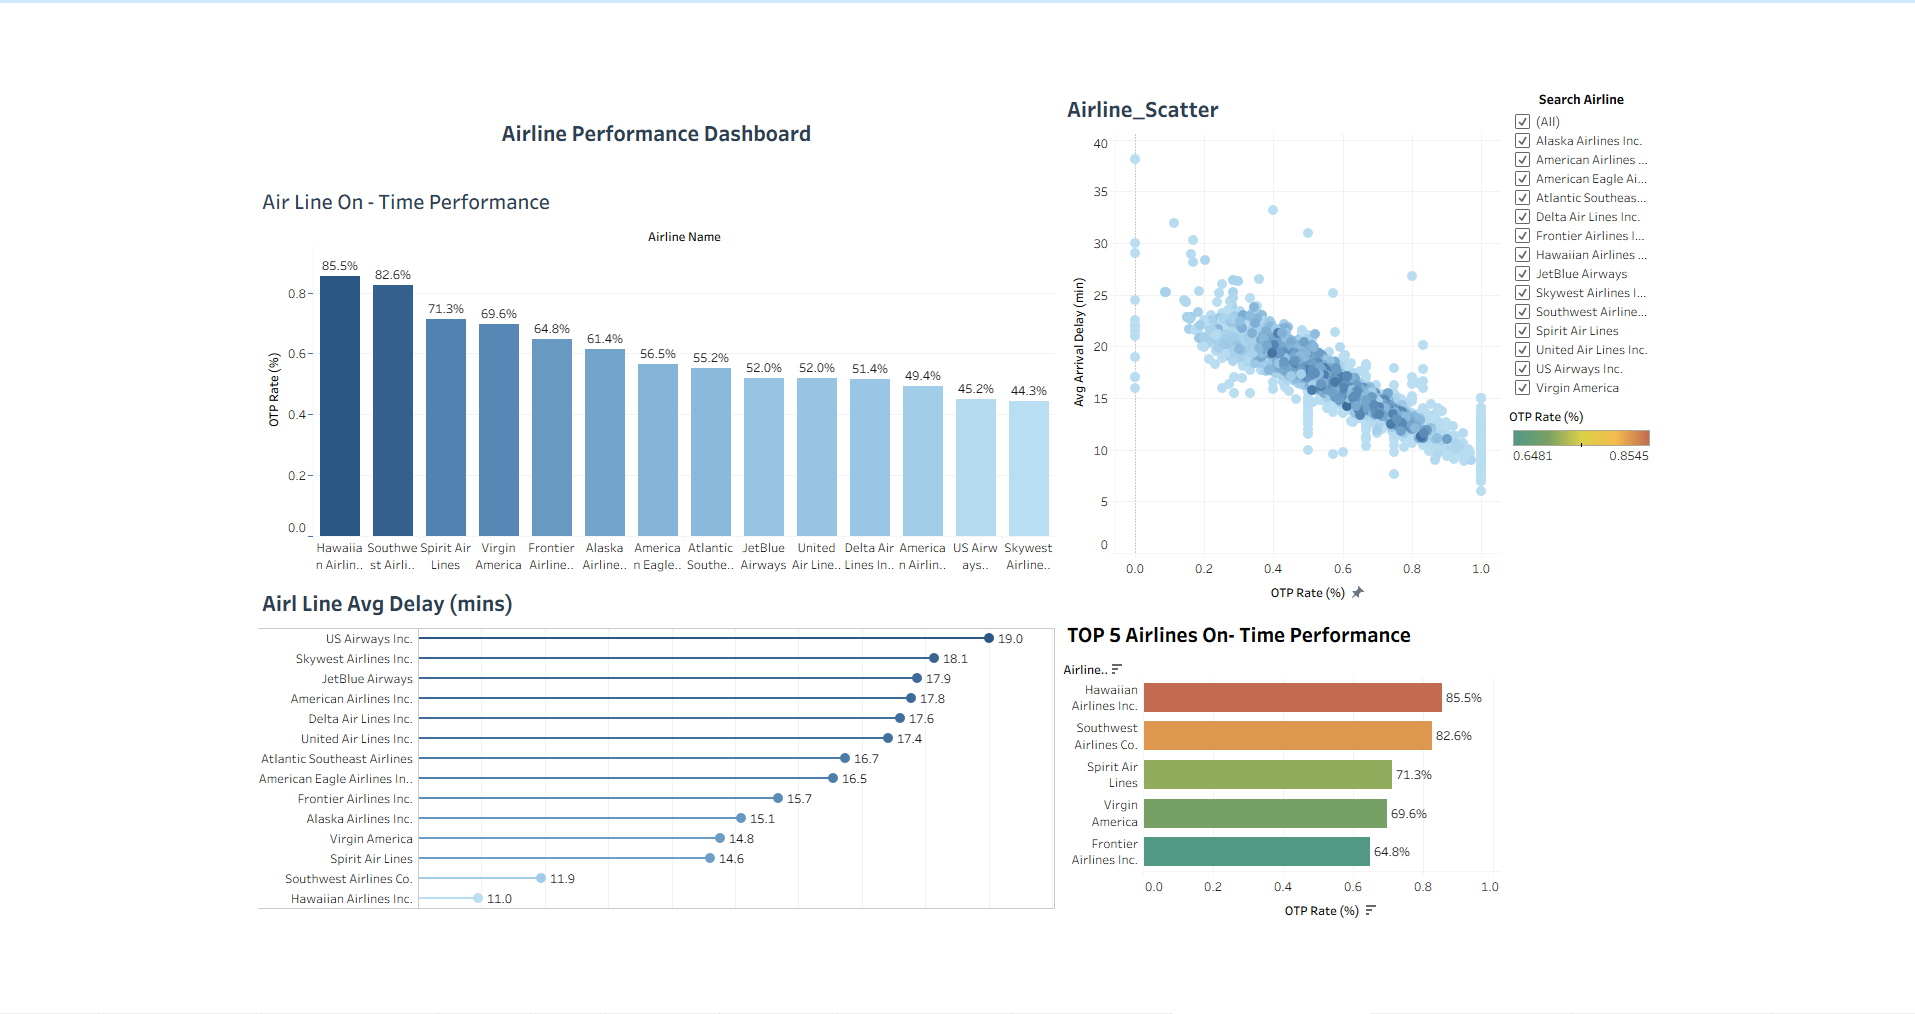 Airline Performance Dashboard
Air Line On - Time Performance
Airline Name
OTP Rate (%)
0.8
0.6
0.4
0.2
0.0
85.5%
82.6%
71.3%
69.6%
64.8%
61.4%
56.5%
55.2%
52.0%
52.0%
51.4%
49.4%
45.2%
44.3%
Hawaiia
n Airlin..
Southwe
st Airli..
Spirit Air
Lines
Virgin
America
Frontier
Airline..
Alaska
Airline..
America
n Eagle..
Atlantic
Southe..
JetBlue
Airways
United
Air Line..
Delta Air
Lines In..
America
n Airlin..
US Airw
ays..
Skywest
Airline..
Airl Line Avg Delay (mins)
US Airways Inc. 19.0
Skywest Airlines Inc. 18.1
JetBlue Airways 17.9
American Airlines Inc. 17.8
Delta Air Lines Inc. 17.6
United Air Lines Inc. 17.4
Atlantic Southeast Airlines 16.7
American Eagle Airlines In.. 16.5
Frontier Airlines Inc. 15.7
Alaska Airlines Inc. 15.1
Virgin America 14.8
Spirit Air Lines 14.6
Southwest Airlines Co. 11.9
Hawaiian Airlines Inc. 11.0
Airline_Scatter
Avg Arrival Delay (min)
40
35
30
25
20
15
10
5
0
0.0 0.2 0.4 0.6 0.8 1.0
OTP Rate (%)
Search Airline
(All)
Alaska Airlines Inc.
American Airlines ...
American Eagle Ai...
Atlantic Southeas...
Delta Air Lines Inc.
Frontier Airlines I...
Hawaiian Airlines ...
JetBlue Airways
Skywest Airlines I...
Southwest Airline...
Spirit Air Lines
United Air Lines Inc.
US Airways Inc.
Virgin America
OTP Rate (%)
0.6481 0.8545
TOP 5 Airlines On- Time Performance
Airline..
Hawaiian
Airlines Inc.
85.5%
Southwest
Airlines Co.
82.6%
Spirit Air
Lines
71.3%
Virgin
America
69.6%
Frontier
Airlines Inc.
64.8%
0.0 0.2 0.4 0.6 0.8 1.0
OTP Rate (%)